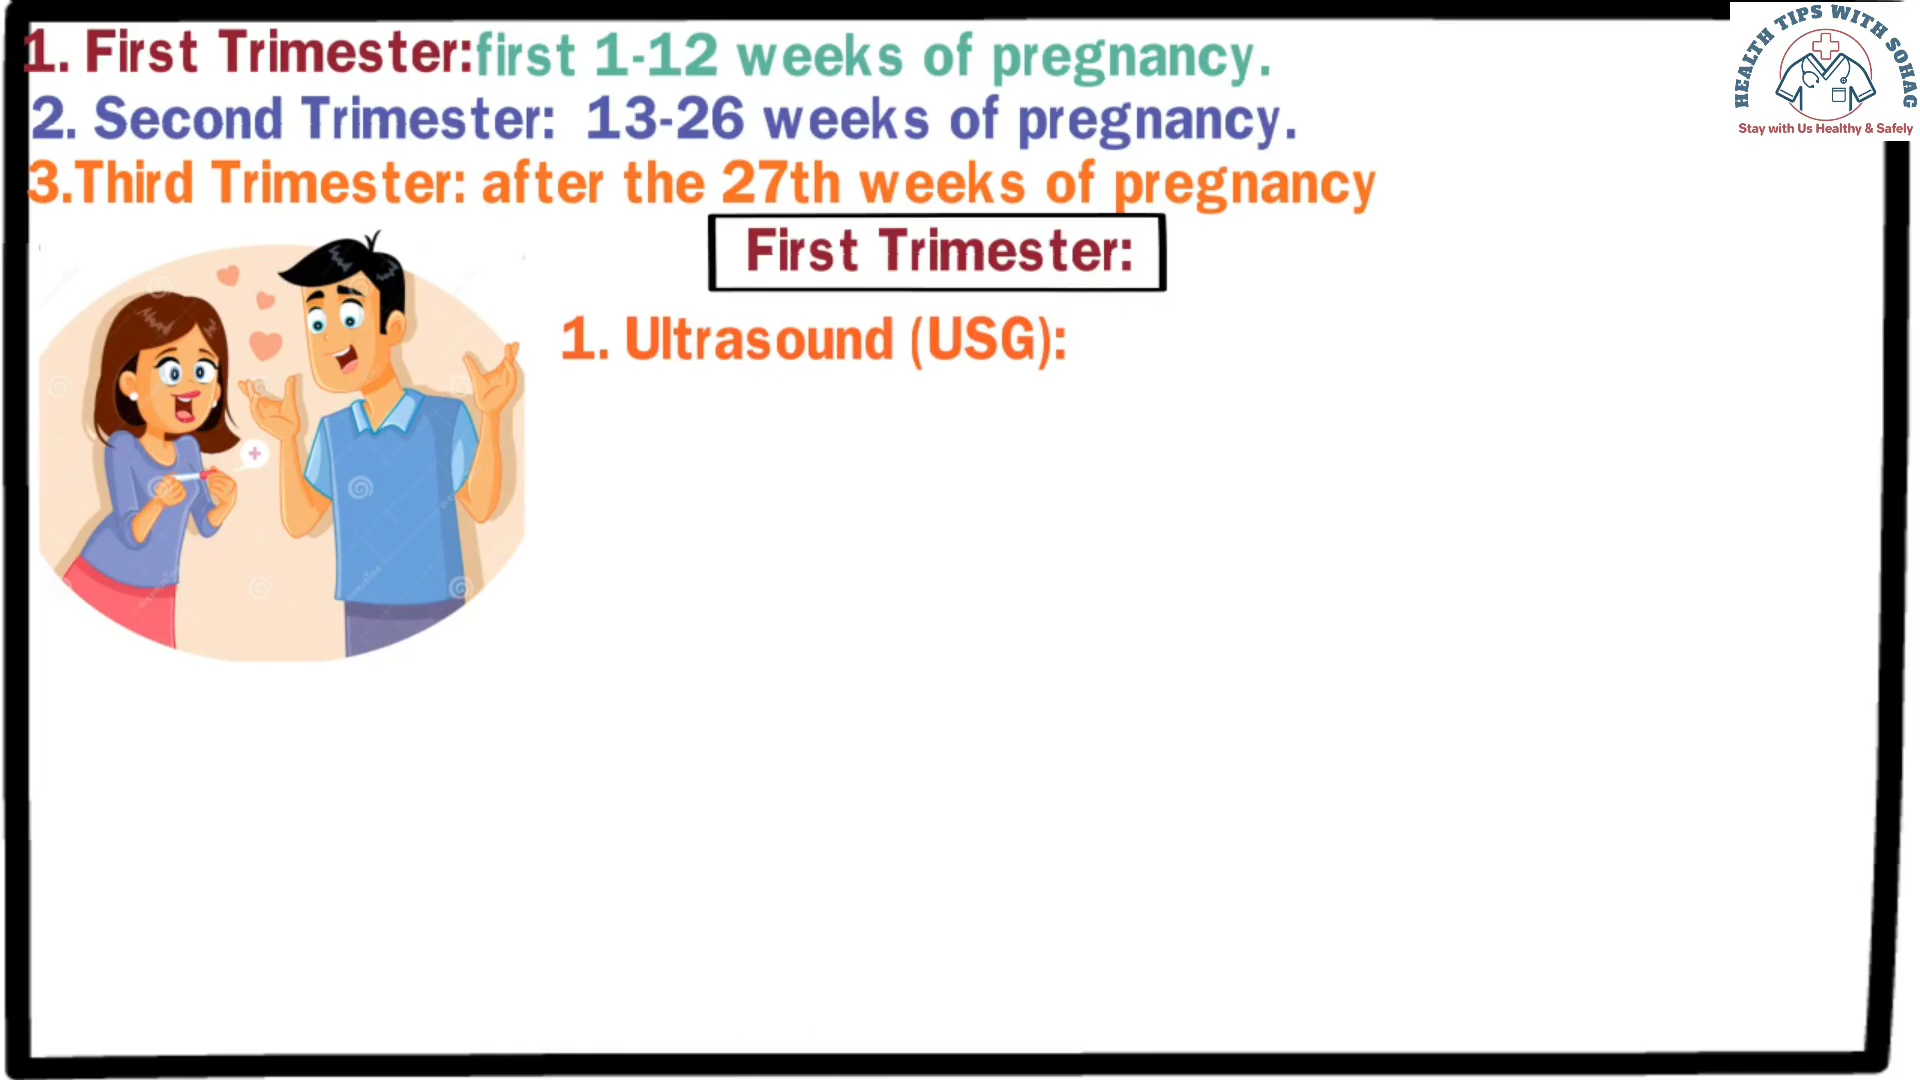 1. First Trimester:first 1-12 weeks of pregnancy.
2. Second Trimester: 13-26 weeks of pregnancy.
3.Third Trimester: after the 27th weeks of pregnancy
First Trimester:
1. Ultrasound (USG):
HEALTH TIPS WITH SOHAG
Stay with Us Healthy & Safely